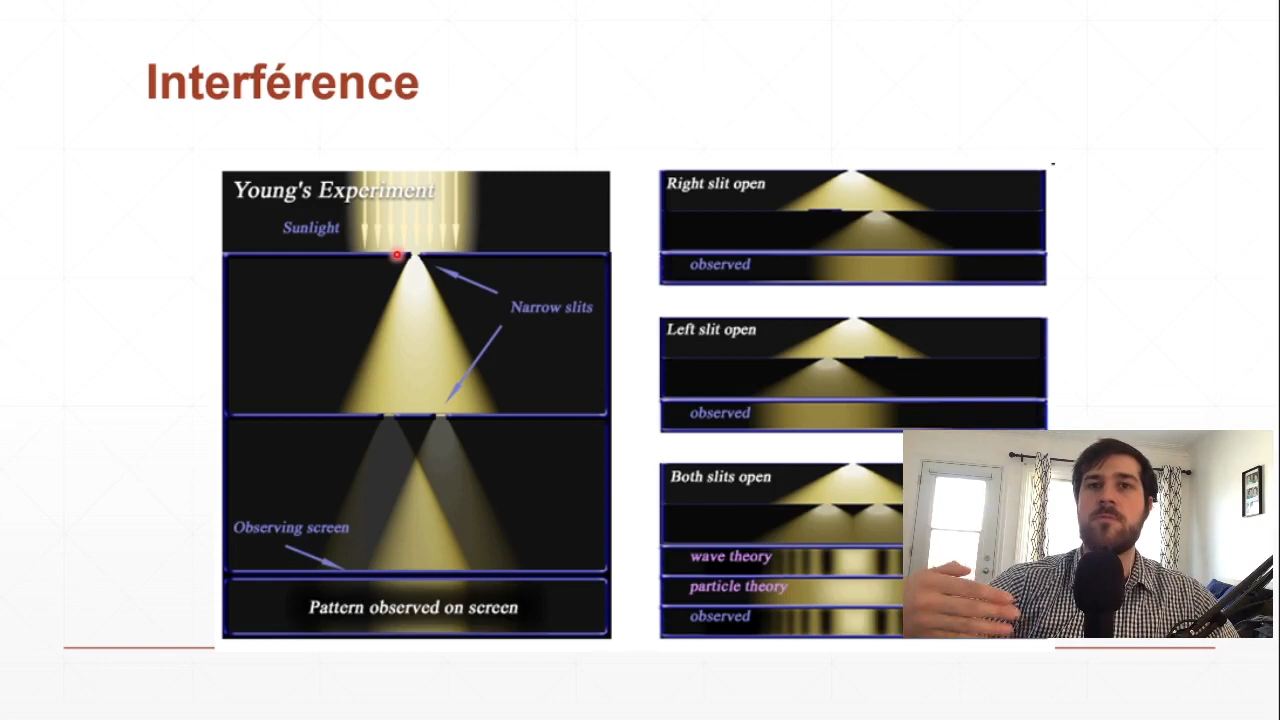 Interférence
Young's Experiment
Sunlight
Narrow slits
Observing screen
Pattern observed on screen
Right slit open
observed
Left slit open
observed
Both slits open
wave theory
particle theory
observed